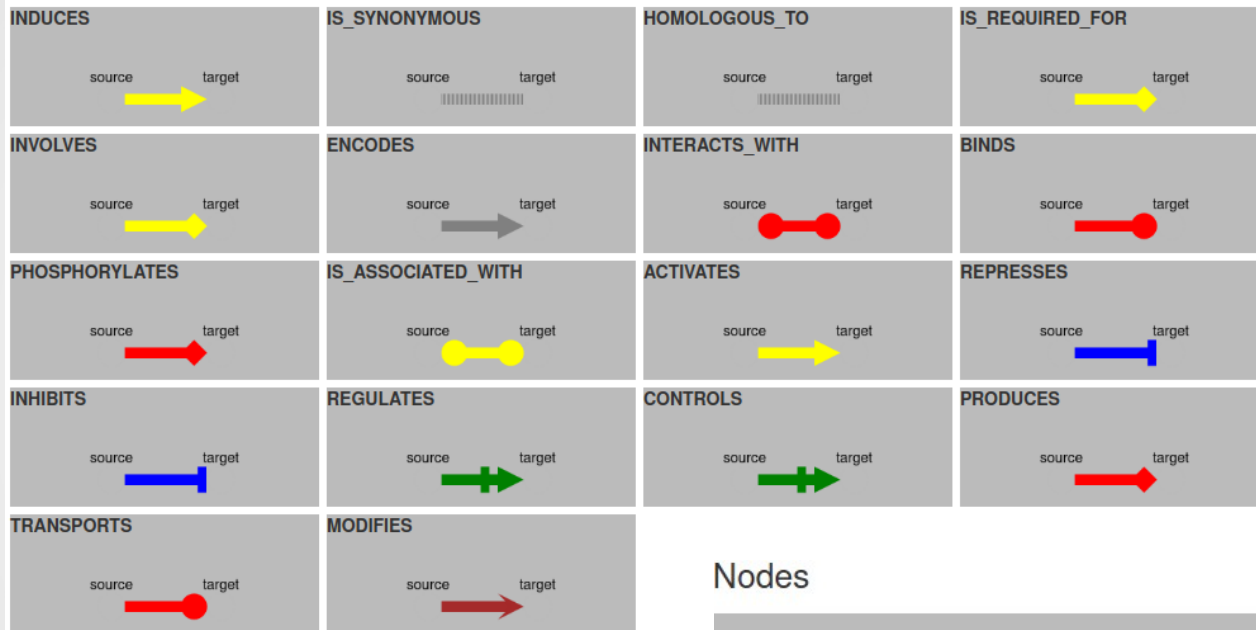 INDUCES IS_SYNONYMOUS HOMOLOGOUS_TO IS_REQUIRED_FOR
source target source target source target source target
INVOLVES ENCODES INTERACTS_WITH BINDS
source target source target source target source target
PHOSPHORYLATES IS_ASSOCIATED_WITH ACTIVATES REPRESSES
source target source target source target source target
INHIBITS REGULATES CONTROLS PRODUCES
source target source target source target source target
TRANSPORTS MODIFIES
source target source target
Nodes